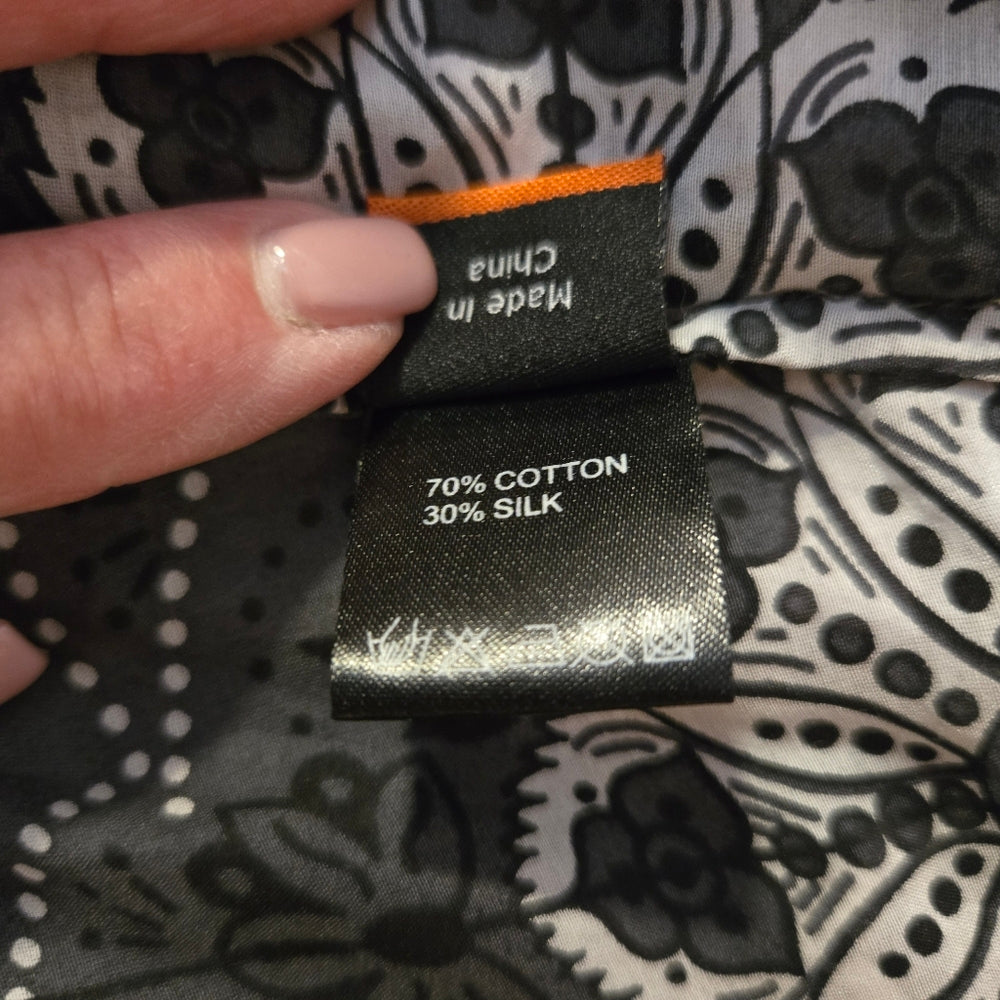 Made In
China
70% COTTON
30% SILK